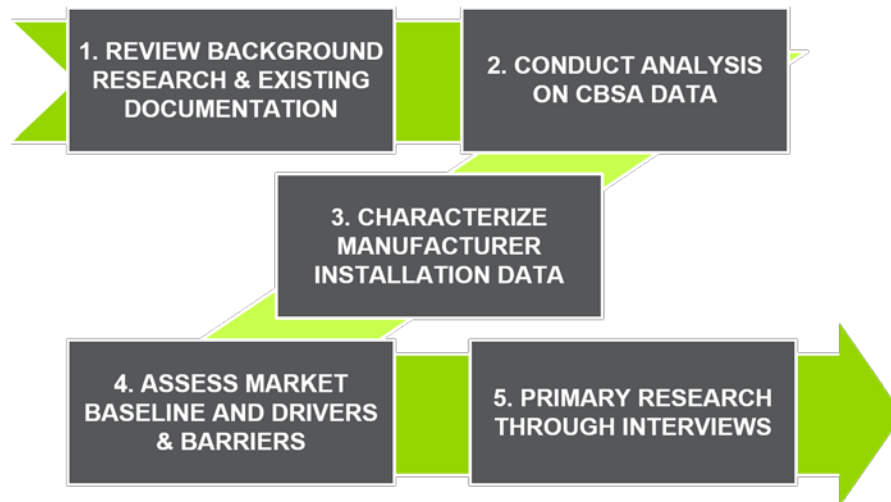 1. REVIEW BACKGROUND
RESEARCH & EXISTING
DOCUMENTATION
2. CONDUCT ANALYSIS
ON CBSA DATA
3. CHARACTERIZE
MANUFACTURER
INSTALLATION DATA
4. ASSESS MARKET
BASELINE AND DRIVERS
& BARRIERS
5. PRIMARY RESEARCH
THROUGH INTERVIEWS